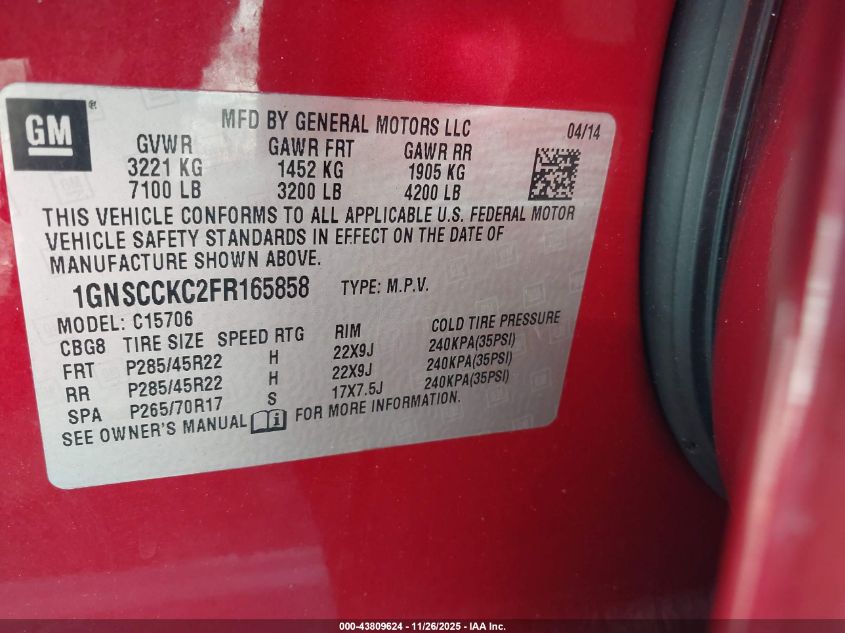 GM®
MFD BY GENERAL MOTORS LLC
04/14
GVWR GAWR FRT GAWR RR
3221 KG 1452 KG 1905 KG
7100 LB 3200 LB 4200 LB
THIS VEHICLE CONFORMS TO ALL APPLICABLE U.S. FEDERAL MOTOR
VEHICLE SAFETY STANDARDS IN EFFECT ON THE DATE OF
MANUFACTURE SHOWN ABOVE.
1GNSCCKC2FR165858 TYPE: M.P.V.
MODEL: C15706
CBG8 TIRE SIZE SPEED RTG RIM COLD TIRE PRESSURE
FRT P285/45R22 H 22X9J 240KPA(35PSI)
RR P285/45R22 H 22X9J 240KPA(35PSI)
SPA P265/70R17 S 17X7.5J 240KPA(35PSI)
SEE OWNER'S MANUAL FOR MORE INFORMATION.
000-43809624 - 11/26/2025 - IAA Inc.